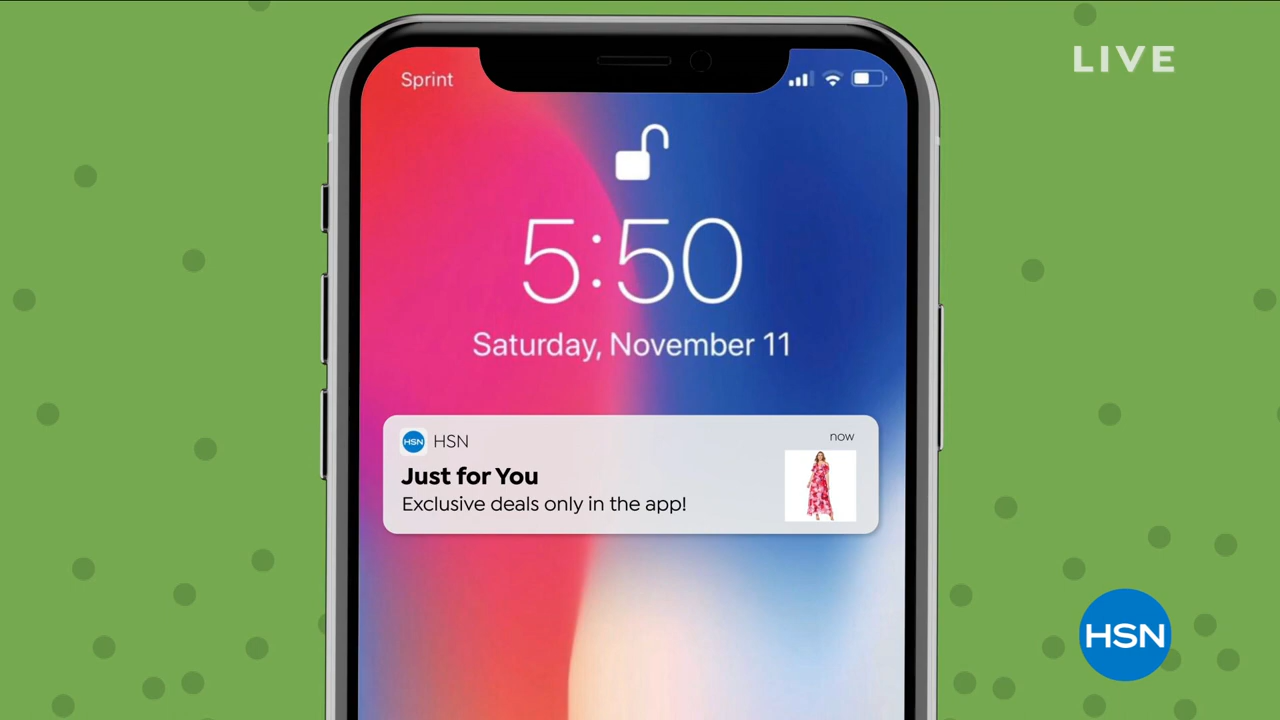 LIVE
Sprint
5:50
Saturday, November 11
HSN HSN
now
Just for You
Exclusive deals only in the app!
HSN